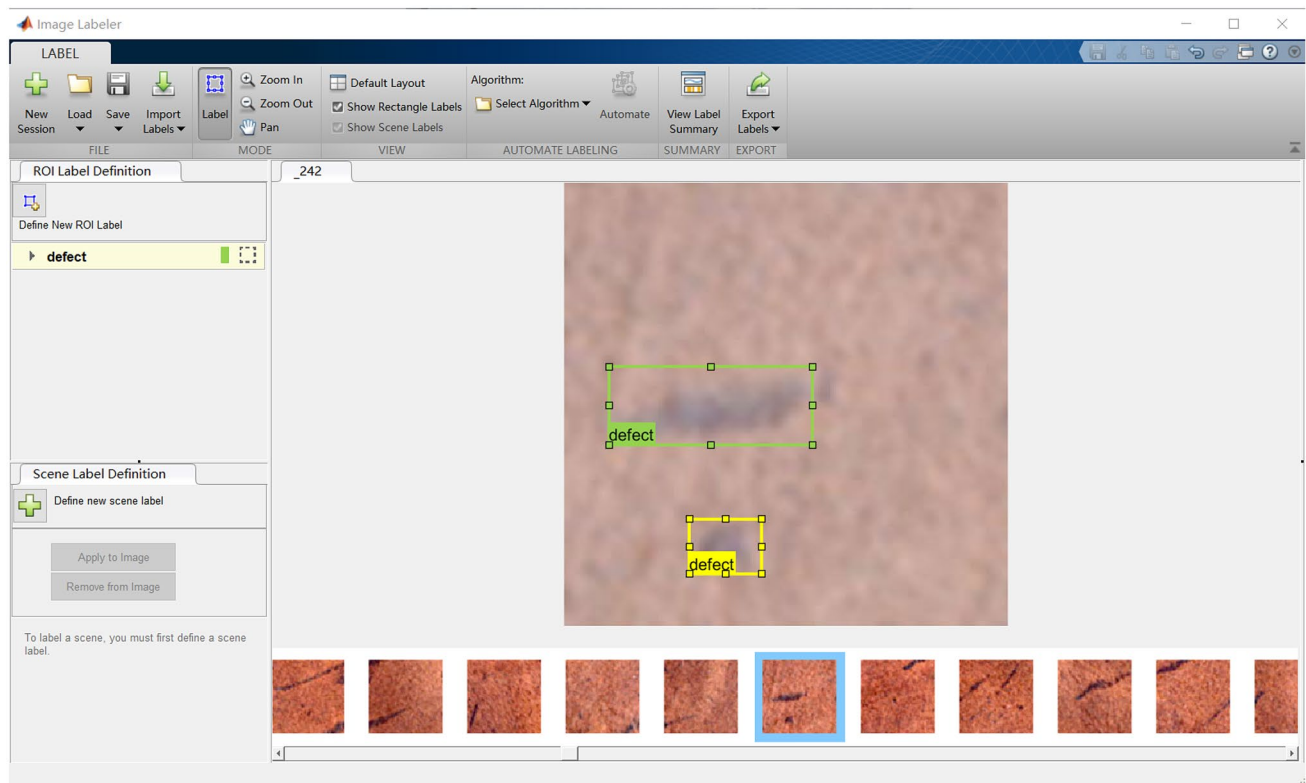 Image Labeler
LABEL
New Session
Load
Save
Import Labels
Label
Zoom In
Zoom Out
Pan
Default Layout
Show Rectangle Labels
Show Scene Labels
Algorithm:
Select Algorithm
Automate
View Label Summary
Export Labels
FILE
MODE
VIEW
AUTOMATE LABELING
SUMMARY
EXPORT
ROI Label Definition
_242
Define New ROI Label
defect
defect
defect
Scene Label Definition
Define new scene label
Apply to Image
Remove from Image
To label a scene, you must first define a scene
label.